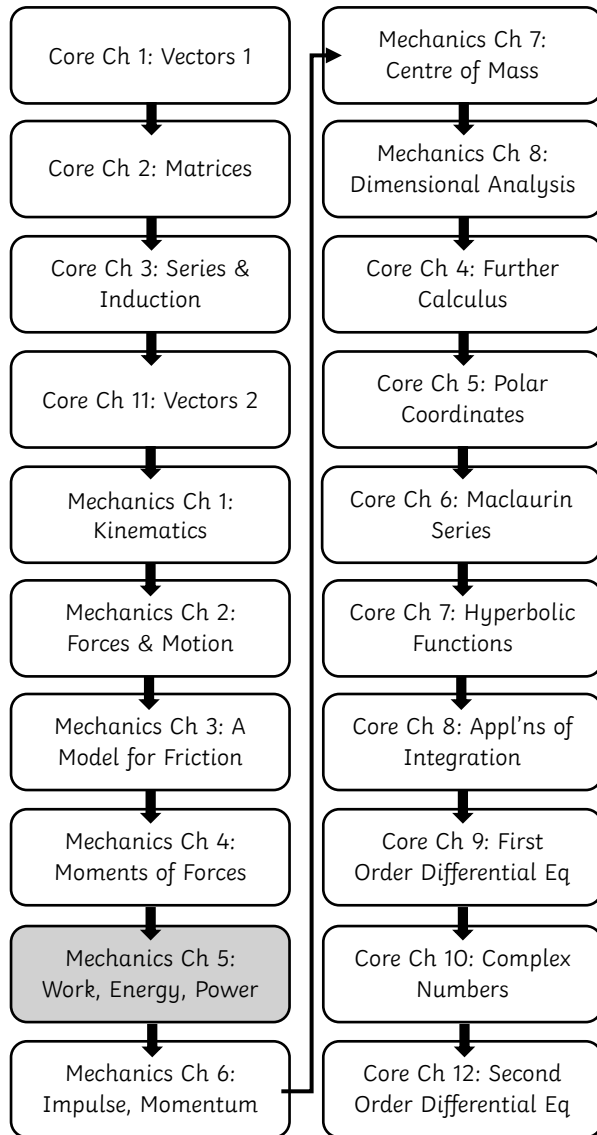 Core Ch 1: Vectors 1
Core Ch 2: Matrices
Core Ch 3: Series &
Induction
Core Ch 11: Vectors 2
Mechanics Ch 1:
Kinematics
Mechanics Ch 2:
Forces & Motion
Mechanics Ch 3: A
Model for Friction
Mechanics Ch 4:
Moments of Forces
Mechanics Ch 5:
Work, Energy, Power
Mechanics Ch 6:
Impulse, Momentum
Mechanics Ch 7:
Centre of Mass
Mechanics Ch 8:
Dimensional Analysis
Core Ch 4: Further
Calculus
Core Ch 5: Polar
Coordinates
Core Ch 6: Maclaurin
Series
Core Ch 7: Hyperbolic
Functions
Core Ch 8: Appl’ns of
Integration
Core Ch 9: First
Order Differential Eq
Core Ch 10: Complex
Numbers
Core Ch 12: Second
Order Differential Eq